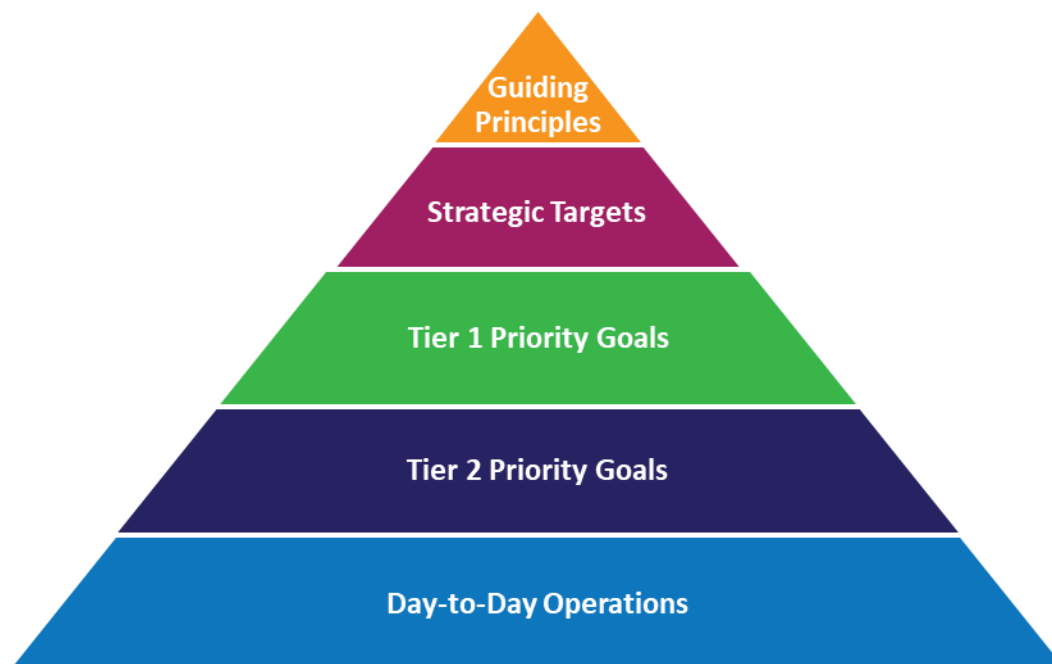 Guiding
Principles
Strategic Targets
Tier 1 Priority Goals
Tier 2 Priority Goals
Day-to-Day Operations